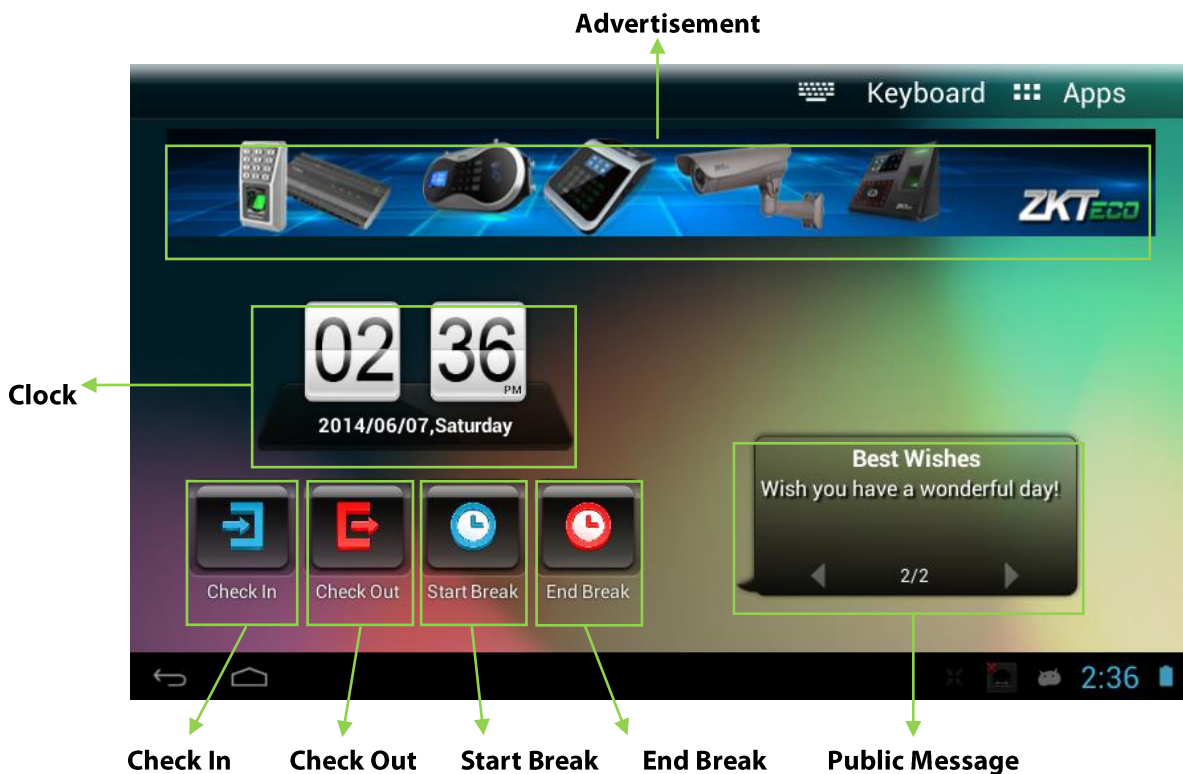 Advertisement
Keyboard Apps
ZKTECO
02 36
PM
Clock
2014/06/07,Saturday
Best Wishes
Wish you have a wonderful day!
2/2
Check In Check Out Start Break End Break
2:36
Check In Check Out Start Break End Break Public Message